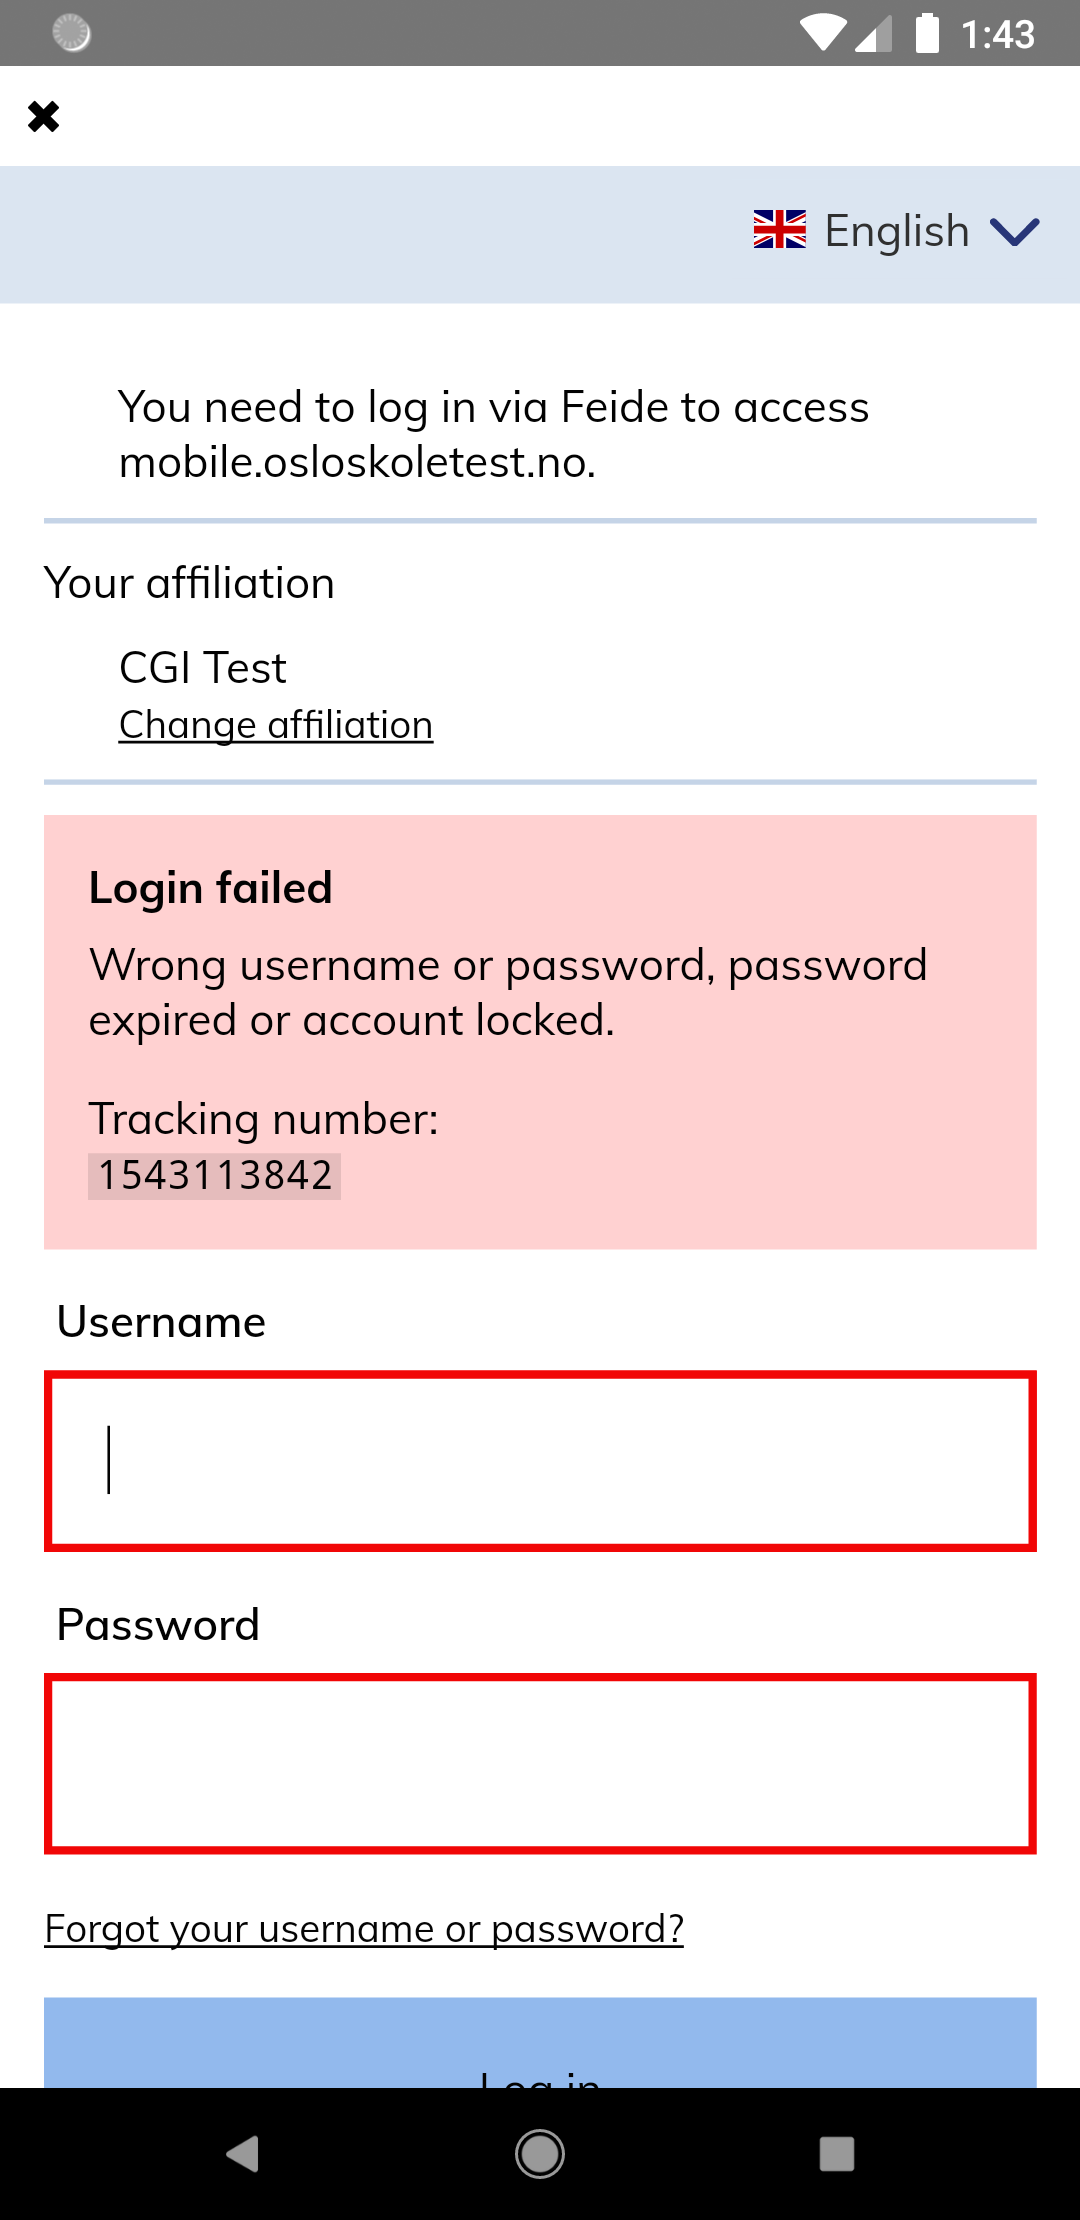 1:43
English
You need to log in via Feide to access
mobile.osloskoletest.no.
Your affiliation
CGI Test
Change affiliation
Login failed
Wrong username or password, password
expired or account locked.
Tracking number:
1543113842
Username
Password
Forgot your username or password?
Log in